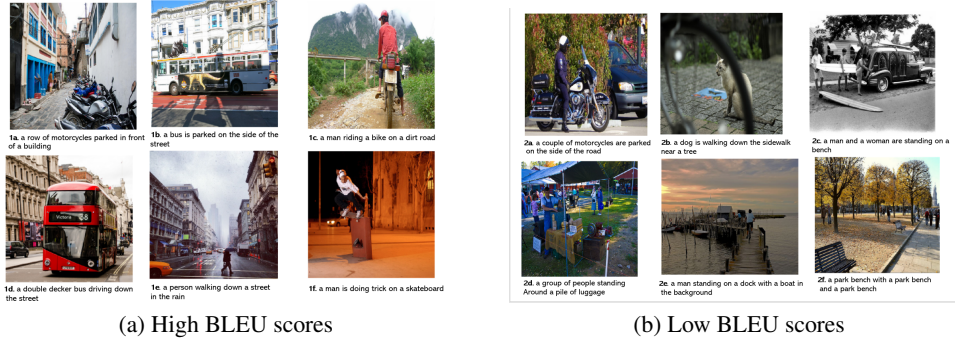 1a. a row of motorcycles parked in front
of a building
1b. a bus is parked on the side of the
street
1c. a man riding a bike on a dirt road
Victoria
1d. a double decker bus driving down
the street
1e. a person walking down a street
in the rain
1f. a man is doing trick on a skateboard
(a) High BLEU scores
2a. a couple of motorcycles are parked
on the side of the road
2b. a dog is walking down the sidewalk
near a tree
2c. a man and a woman are standing on a
bench
2d. a group of people standing
Around a pile of luggage
2e. a man standing on a dock with a boat in
the background
2f. a park bench with a park bench
and a park bench
(b) Low BLEU scores